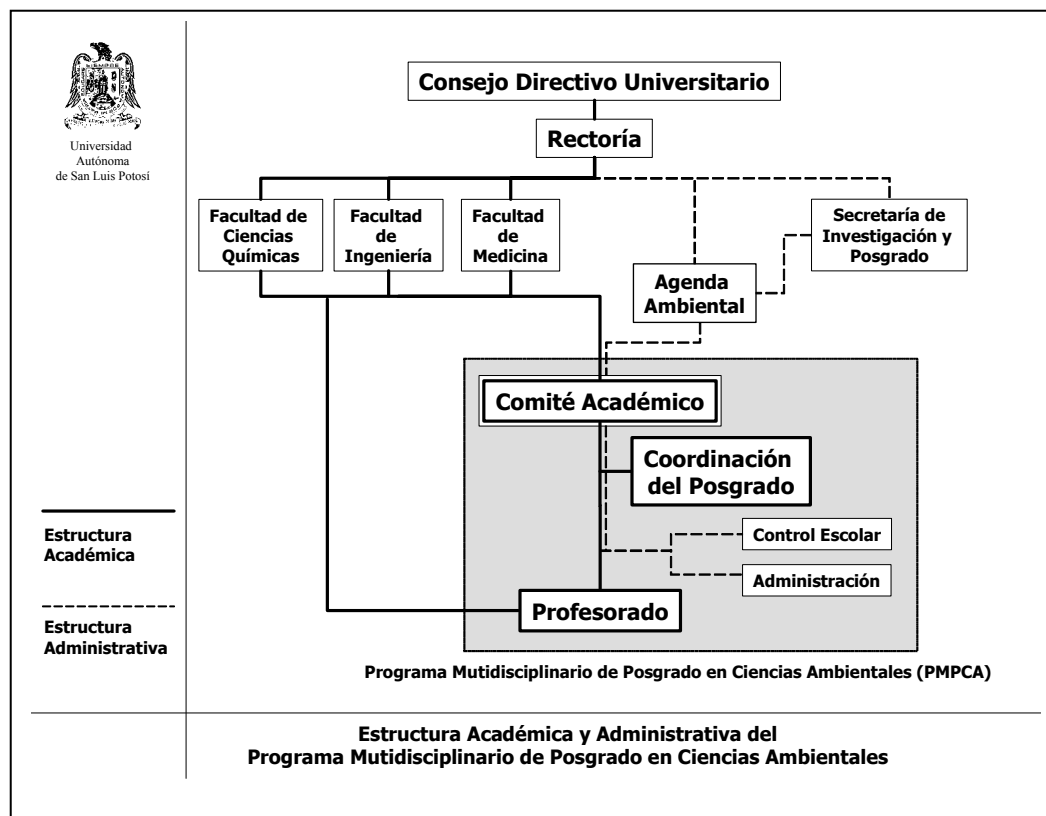 Consejo Directivo Universitario
Rectoría
Universidad
Autónoma
de San Luis Potosí
Facultad de
Ciencias
Químicas
Facultad
de
Ingeniería
Facultad
de
Medicina
Secretaría de
Investigación y
Posgrado
Agenda
Ambiental
Comité Académico
Coordinación
del Posgrado
Control Escolar
Administración
Profesorado
Estructura
Académica
Estructura
Administrativa
Programa Mutidisciplinario de Posgrado en Ciencias Ambientales (PMPCA)
Estructura Académica y Administrativa del
Programa Mutidisciplinario de Posgrado en Ciencias Ambientales